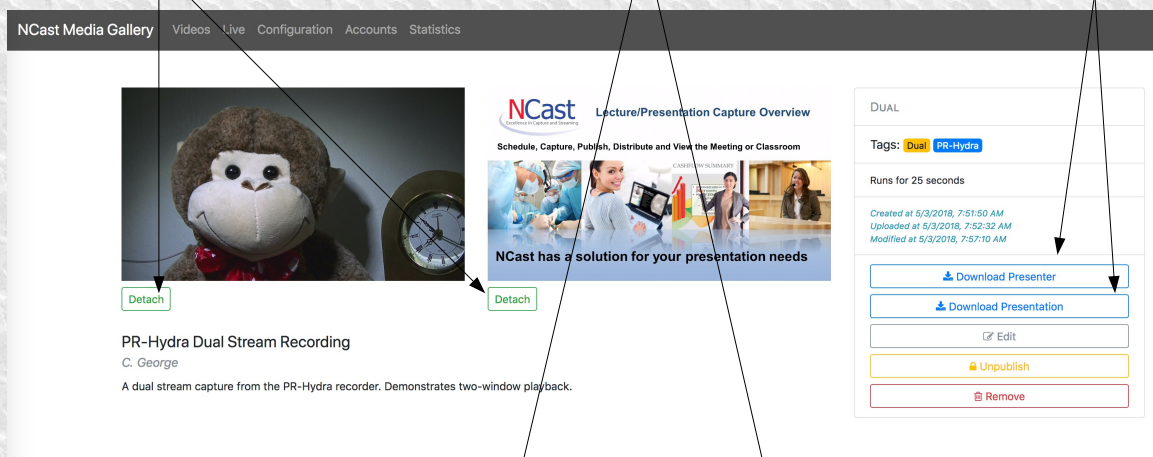 NCast Media Gallery Videos Live Configuration Accounts Statistics
NCast
Excellence in Capture and Streaming
Lecture/Presentation Capture Overview
Schedule, Capture, Publish, Distribute and View the Meeting or Classroom
CASHFLOW SUMMARY
NCast has a solution for your presentation needs
Detach
Detach
PR-Hydra Dual Stream Recording
C. George
A dual stream capture from the PR-Hydra recorder. Demonstrates two-window playback.
DUAL
Tags: Dual PR-Hydra
Runs for 25 seconds
Created at 5/3/2018, 7:51:50 AM
Uploaded at 5/3/2018, 7:52:32 AM
Modified at 5/3/2018, 7:57:10 AM
Download Presenter
Download Presentation
Edit
Unpublish
Remove